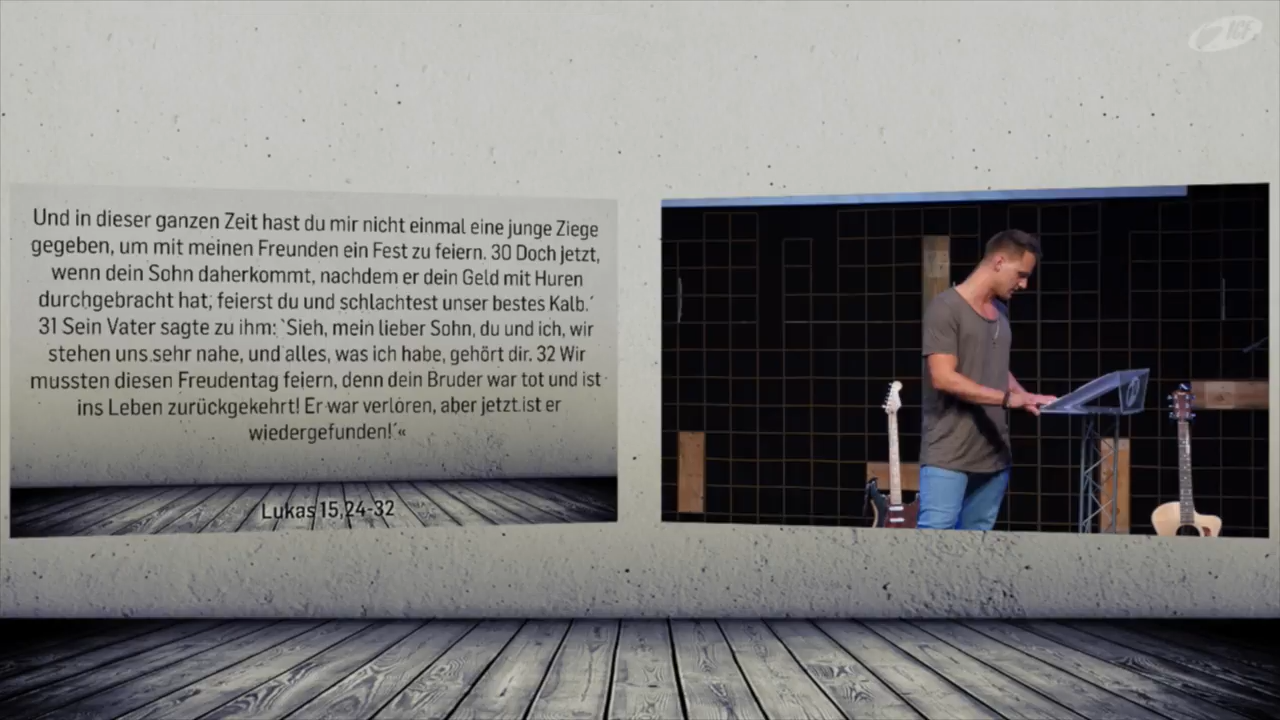 Und in dieser ganzen Zeit hast du mir nicht einmal eine junge Ziege
gegeben, um mit meinen Freunden ein Fest zu feiern. 30 Doch jetzt,
wenn dein Sohn daherkommt, nachdem er dein Geld mit Huren
durchgebracht hat, feierst du und schlachtest unser bestes Kalb.´
31 Sein Vater sagte zu ihm: `Sieh, mein lieber Sohn, du und ich, wir
stehen uns sehr nahe, und alles, was ich habe, gehört dir. 32 Wir
mussten diesen Freudentag feiern, denn dein Bruder war tot und ist
ins Leben zurückgekehrt! Er war verloren, aber jetzt ist er
wiedergefunden!´«
Lukas 15,24-32
ICF